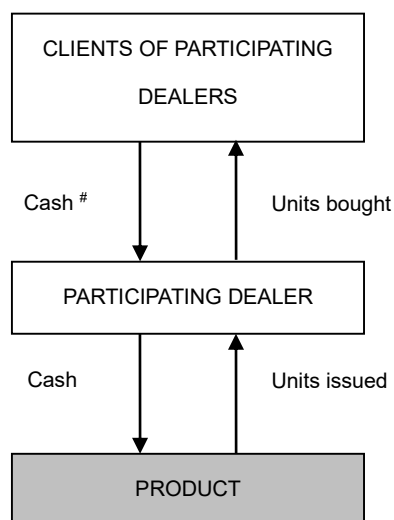 CLIENTS OF PARTICIPATING
DEALERS
Cash #
Units bought
PARTICIPATING DEALER
Cash
Units issued
PRODUCT